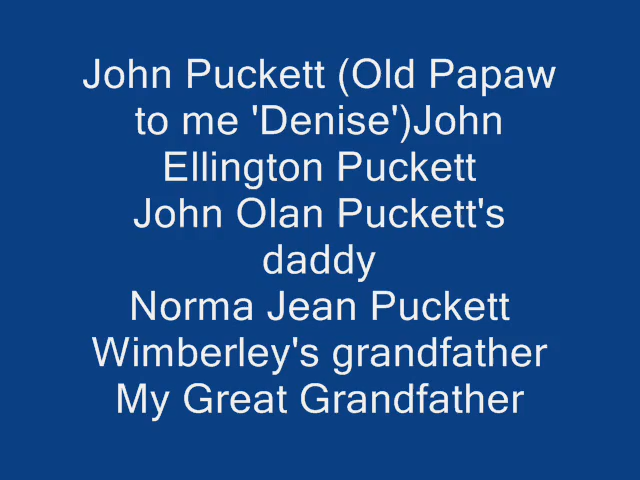 John Puckett (Old Papaw
to me 'Denise')John
Ellington Puckett
John Olan Puckett's
daddy
Norma Jean Puckett
Wimberley's grandfather
My Great Grandfather